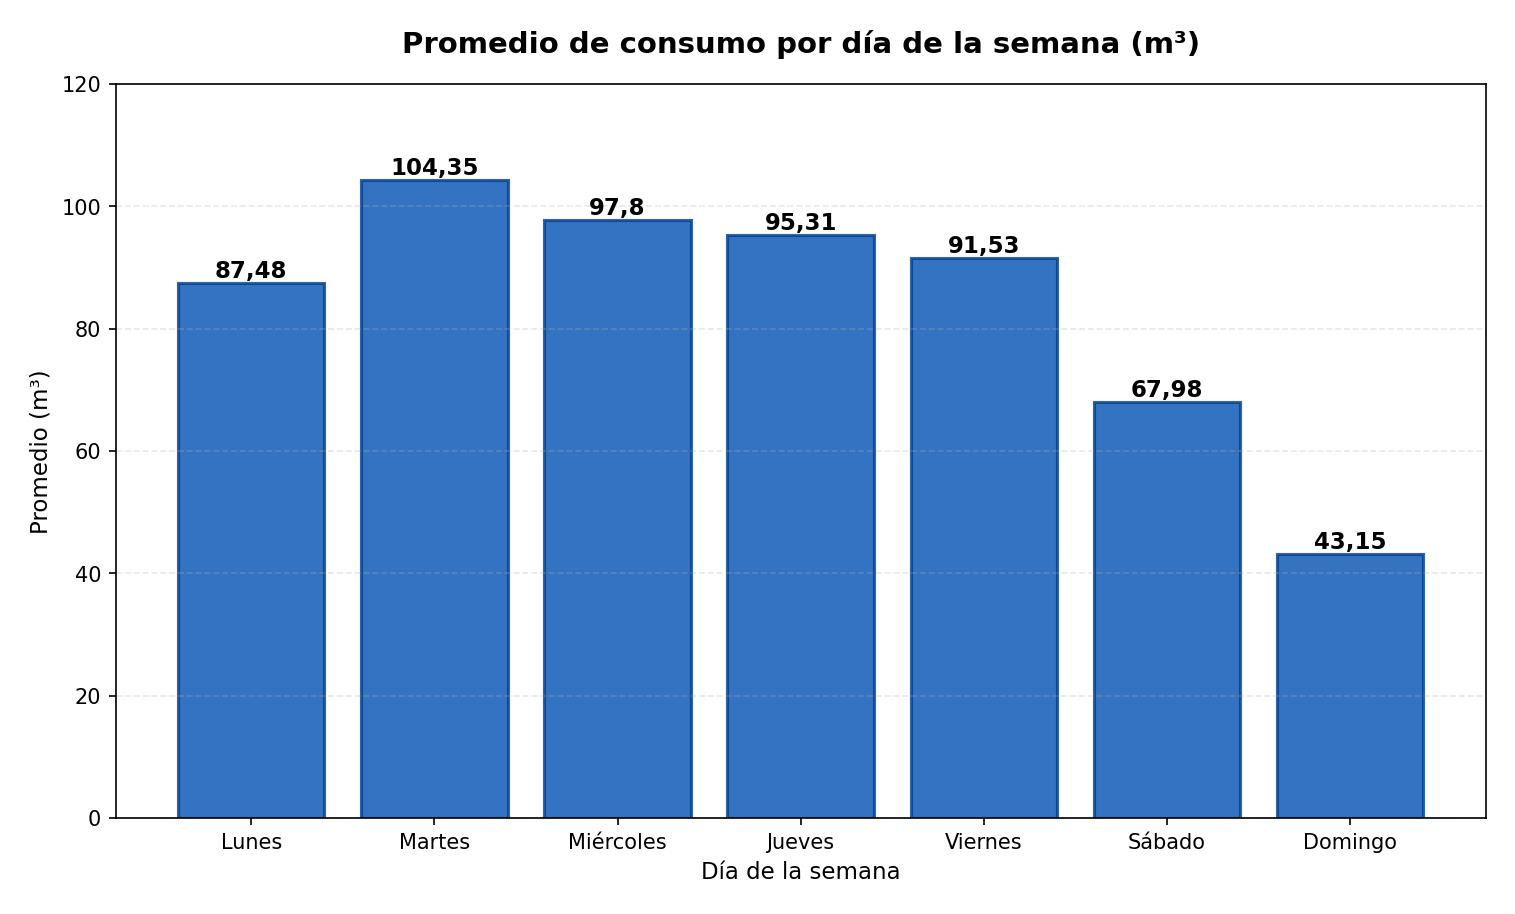 Promedio de consumo por día de la semana (m³)
120
100
80
60
40
20
0
Promedio (m³)
87,48
104,35
97,8
95,31
91,53
67,98
43,15
Lunes
Martes
Miércoles
Jueves
Viernes
Sábado
Domingo
Día de la semana